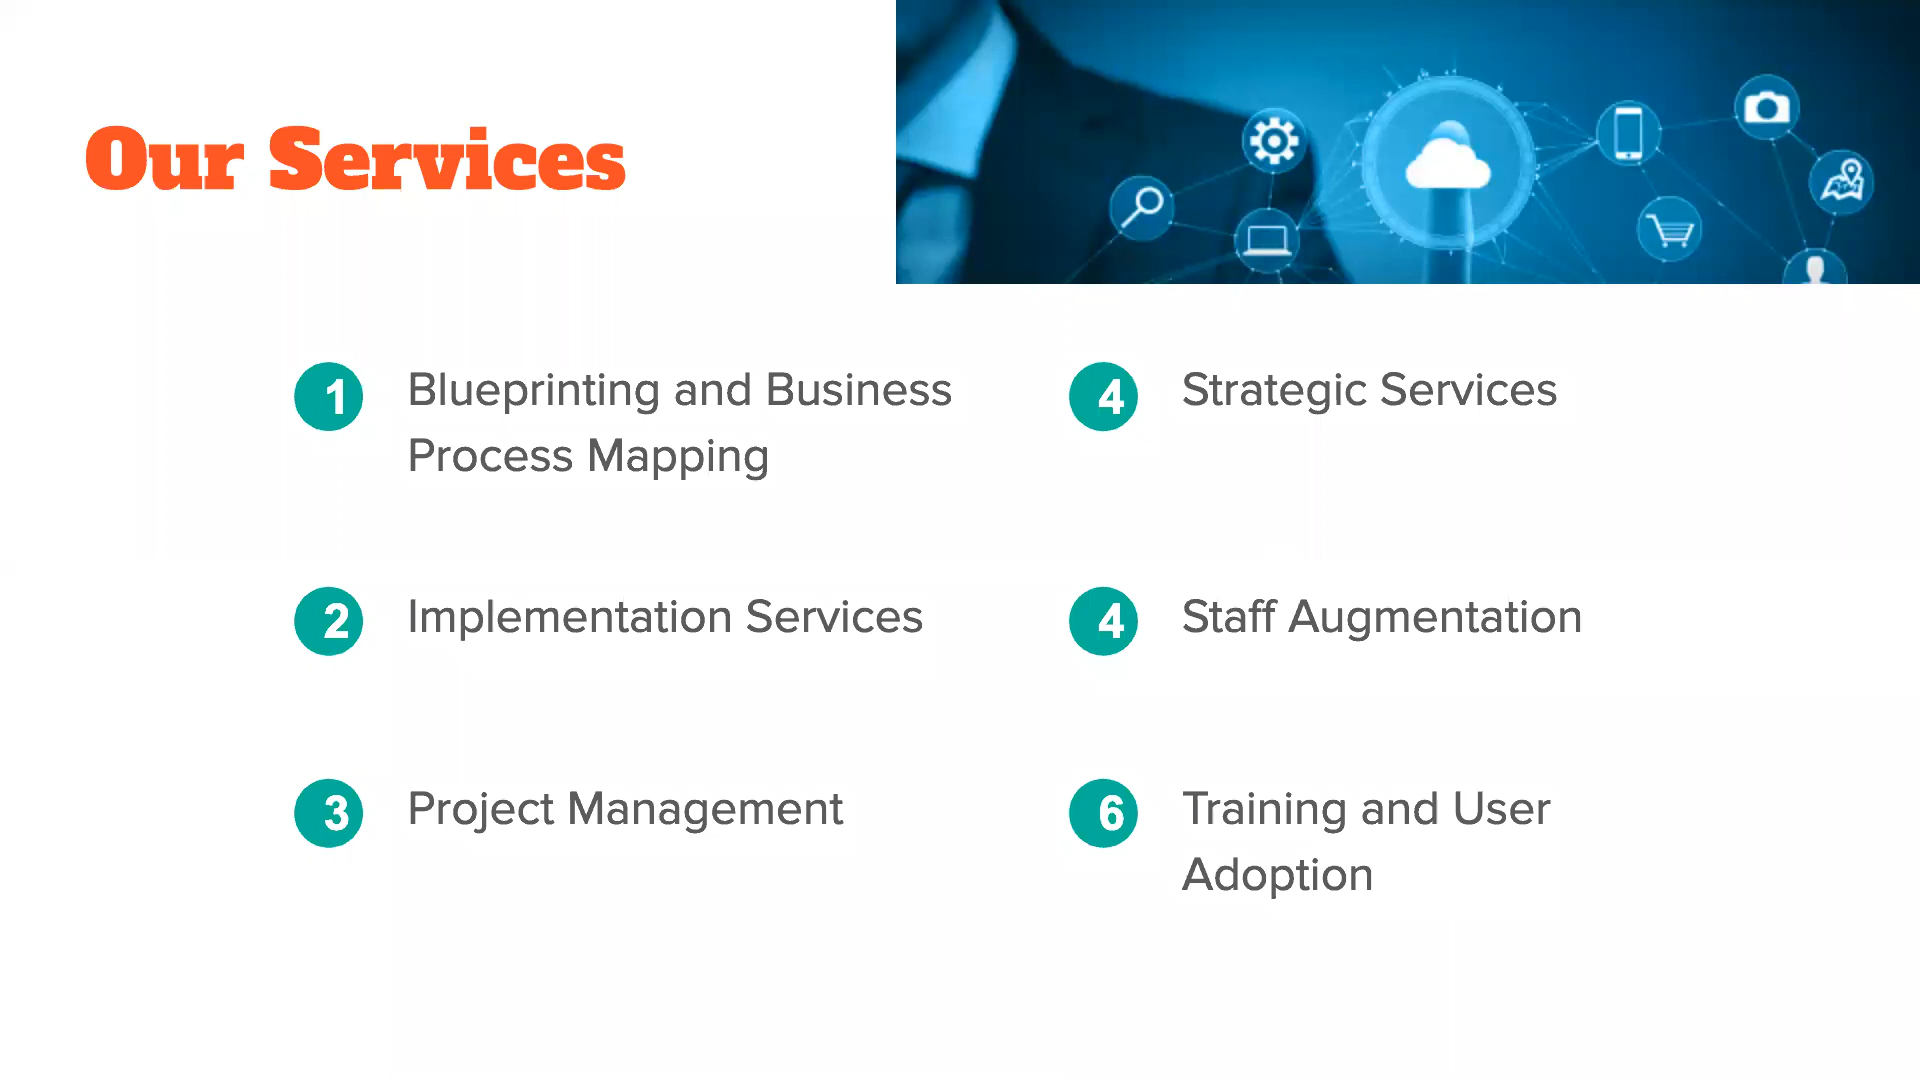 Our Services
1 Blueprinting and Business
Process Mapping
2 Implementation Services
3 Project Management
4 Strategic Services
4 Staff Augmentation
6 Training and User
Adoption